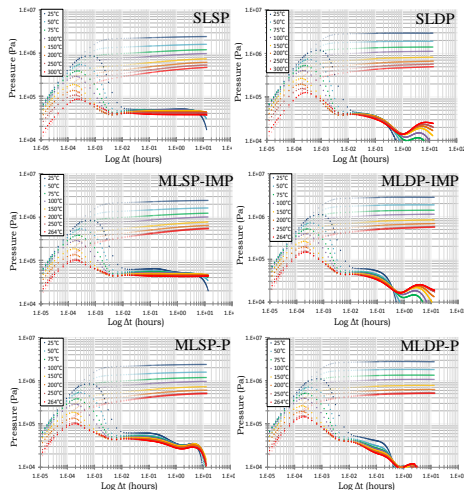 SLSP
Pressure (Pa)
1.E+07
1.E+06
1.E+05
1.E+04
25°C
50°C
75°C
100°C
150°C
200°C
250°C
300°C
1.E-05 1.E-04 1.E-03 1.E-02 1.E-01 1.E+00 1.E+01 1.E+
Log Δt (hours)
SLDP
Pressure (Pa)
1.E+07
1.E+06
1.E+05
1.E+04
25°C
50°C
75°C
100°C
150°C
200°C
250°C
300°C
1.E-05 1.E-04 1.E-03 1.E-02 1.E-01 1.E+00 1.E+01 1.E+02
Log Δt (hours)
MLSP-IMP
Pressure (Pa)
1.E+07
1.E+06
1.E+05
1.E+04
25°C
50°C
75°C
100°C
150°C
200°C
250°C
264°C
1.E-05 1.E-04 1.E-03 1.E-02 1.E-01 1.E+00 1.E+01 1.E+
Log Δt (hours)
MLDP-IMP
Pressure (Pa)
1.E+07
1.E+06
1.E+05
1.E+04
25°C
50°C
75°C
100°C
150°C
200°C
250°C
264°C
1.E-05 1.E-04 1.E-03 1.E-02 1.E-01 1.E+00 1.E+01 1.E+02
Log Δt (hours)
MLSP-P
Pressure (Pa)
1.E+07
1.E+06
1.E+05
1.E+04
25°C
50°C
75°C
100°C
150°C
200°C
250°C
264°C
1.E-05 1.E-04 1.E-03 1.E-02 1.E-01 1.E+00 1.E+01 1.E+
Log Δt (hours)
MLDP-P
Pressure (Pa)
1.E+07
1.E+06
1.E+05
1.E+04
25°C
50°C
75°C
100°C
150°C
200°C
250°C
264°C
1.E-05 1.E-04 1.E-03 1.E-02 1.E-01 1.E+00 1.E+01 1.E+02
Log Δt (hours)